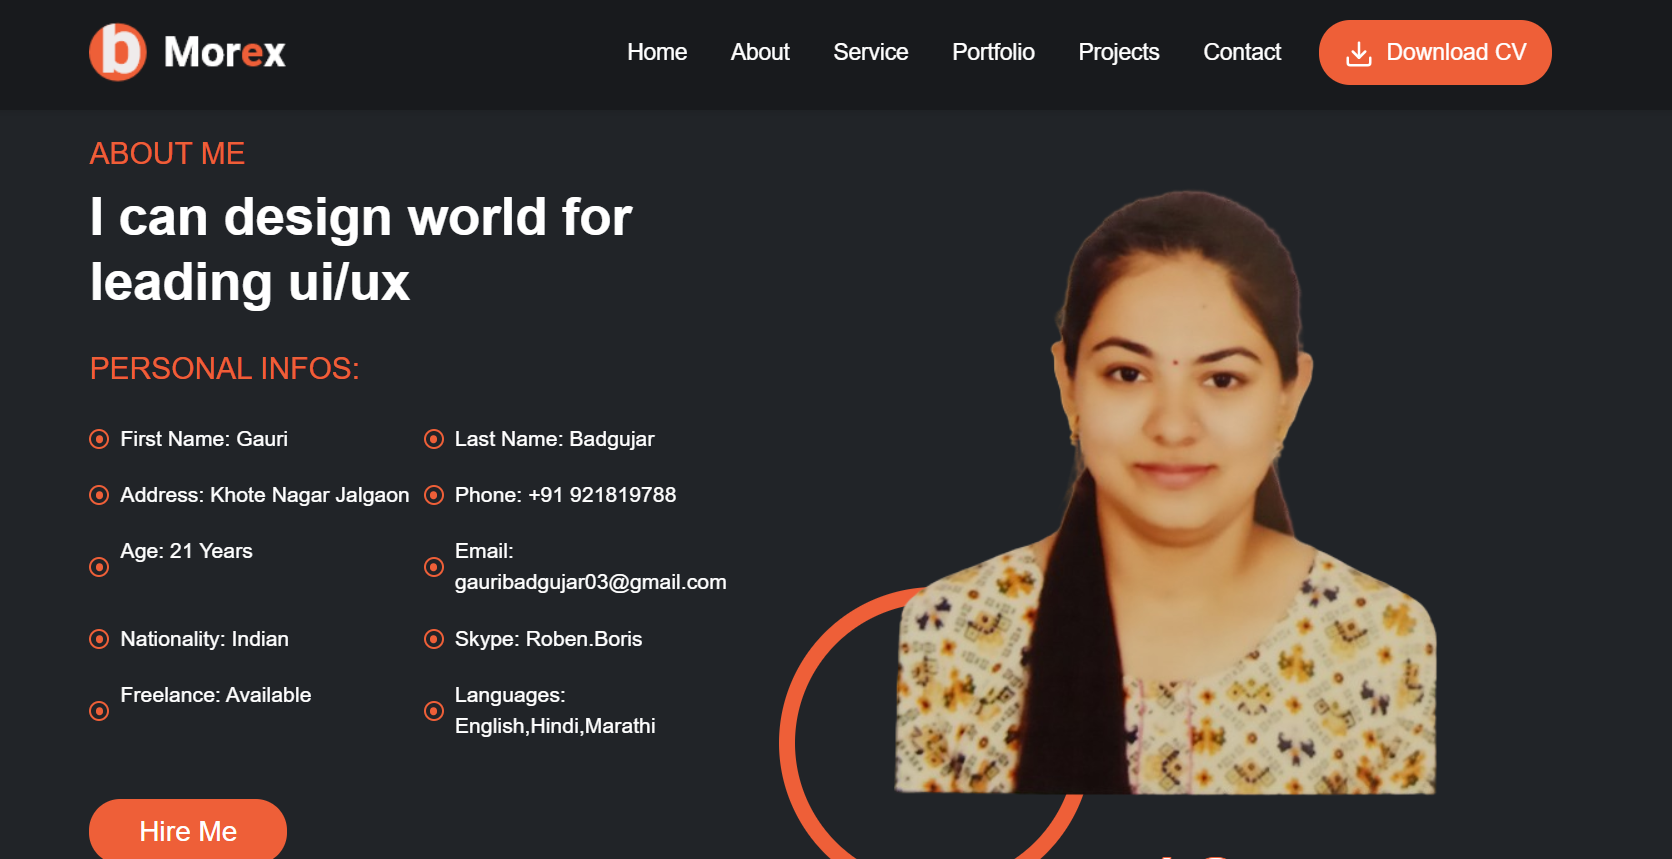 b Morex
Home About Service Portfolio Projects Contact Download CV
ABOUT ME
I can design world for
leading ui/ux
PERSONAL INFOS:
First Name: Gauri
Last Name: Badgujar
Address: Khote Nagar Jalgaon
Phone: +91 921819788
Age: 21 Years
Email:
gauribadgujar03@gmail.com
Nationality: Indian
Skype: Roben.Boris
Freelance: Available
Languages:
English,Hindi,Marathi
Hire Me